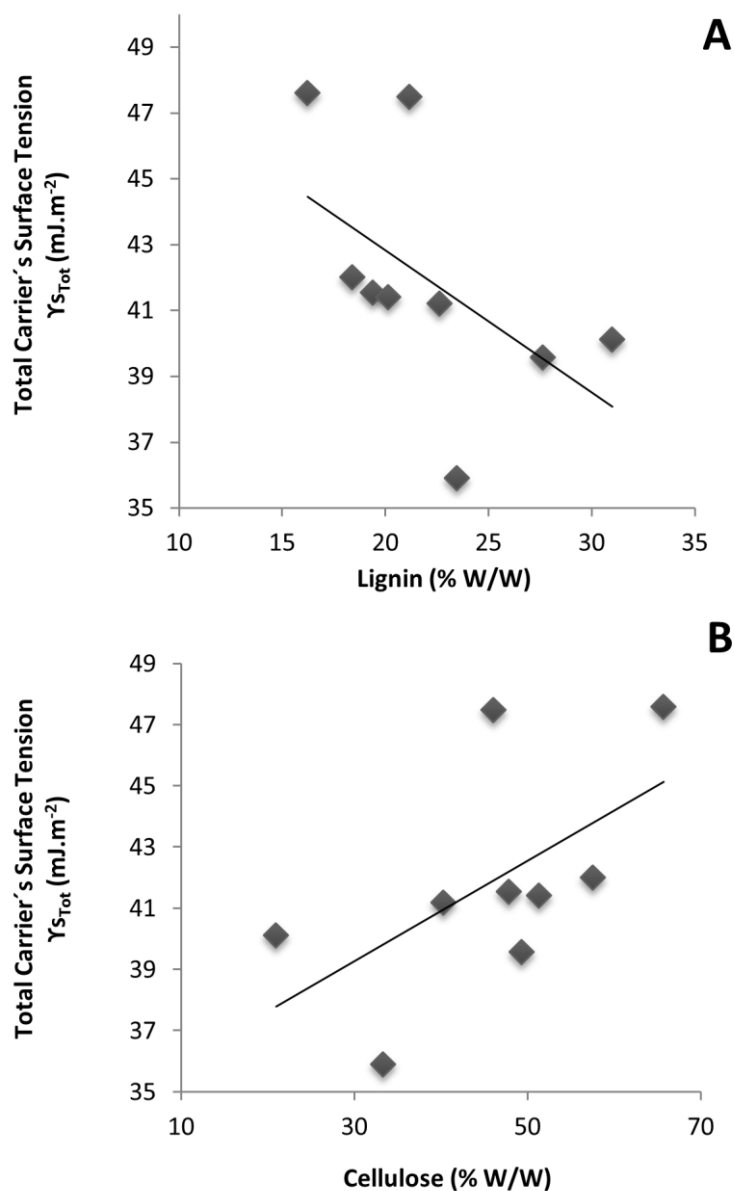 A
Total Carrier´s Surface Tension
ϒS_Tot (mJ.m-2)
49
47
45
43
41
39
37
35
10 15 20 25 30 35
Lignin (% W/W)
B
Total Carrier´s Surface Tension
ϒS_Tot (mJ.m-2)
49
47
45
43
41
39
37
35
10 30 50 70
Cellulose (% W/W)